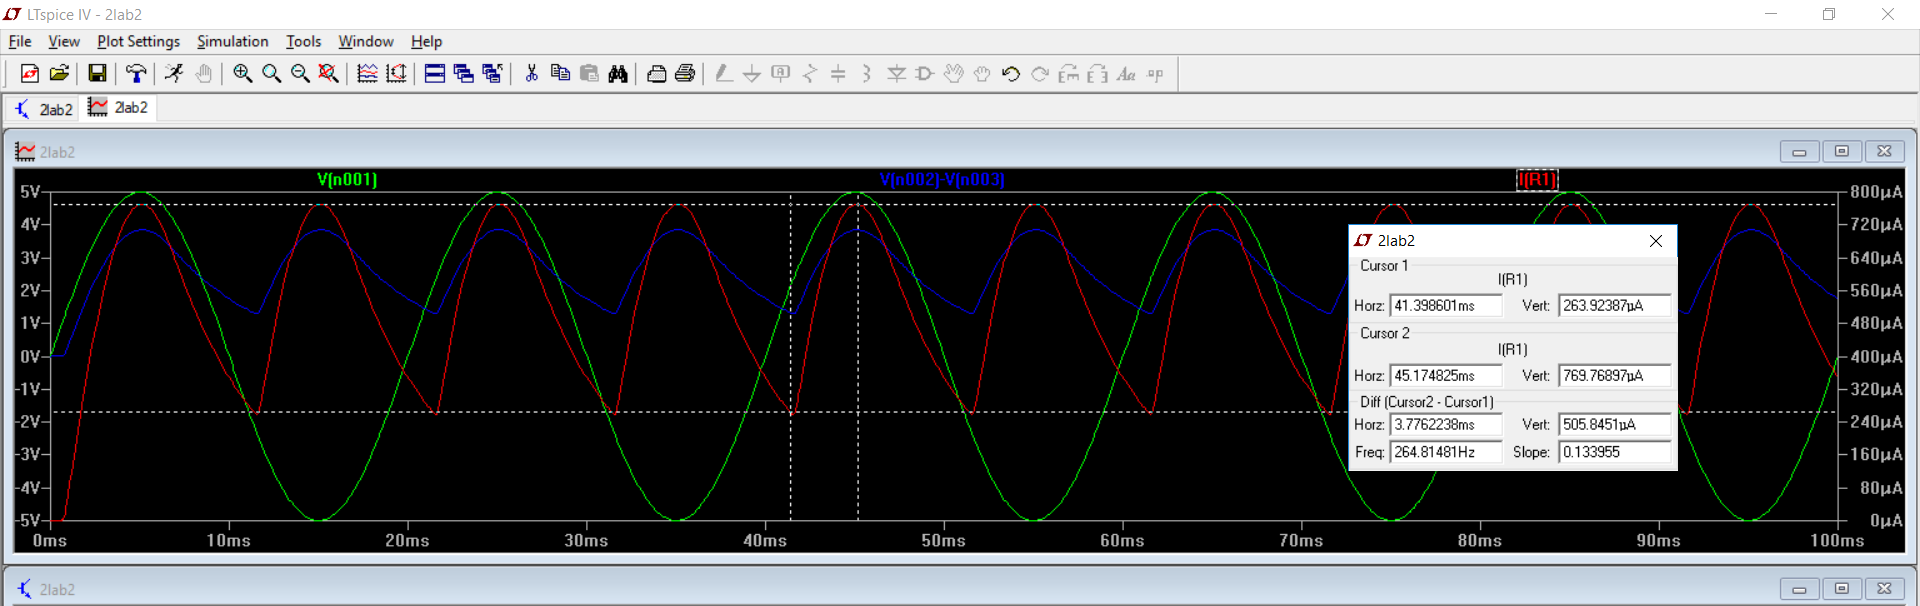 LTspice IV - 2lab2
File View Plot Settings Simulation Tools Window Help
2lab2 2lab2
2lab2
V(n001) V(n002)-V(n003) I(R1)
5V 800µA
4V 720µA
3V 640µA
2V 560µA
1V 480µA
0V 400µA
-1V 320µA
-2V 240µA
-3V 160µA
-4V 80µA
-5V 0µA
0ms 10ms 20ms 30ms 40ms 50ms 60ms 70ms 80ms 90ms 100ms
2lab2
Cursor 1
I(R1)
Horz: 41.398601ms Vert: 263.92387µA
Cursor 2
I(R1)
Horz: 45.174825ms Vert: 769.76897µA
Diff (Cursor2 - Cursor1)
Horz: 3.7762238ms Vert: 505.8451µA
Freq: 264.81481Hz Slope: 0.133955
2lab2